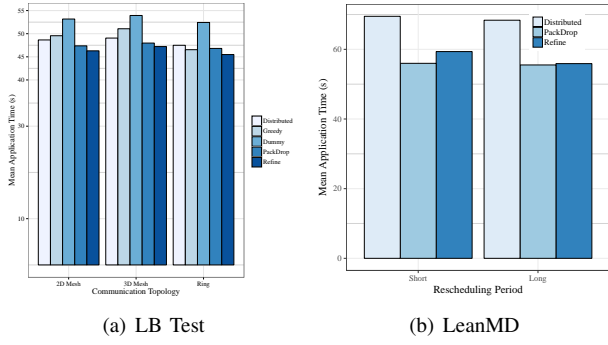 55
50
45
40
30
10
Mean Application Time (s)
2D Mesh
3D Mesh
Ring
Communication Topology
Distributed
Greedy
Dummy
PackDrop
Refine
(a) LB Test
60
40
20
0
Mean Application Time (s)
Short
Long
Rescheduling Period
Distributed
PackDrop
Refine
(b) LeanMD